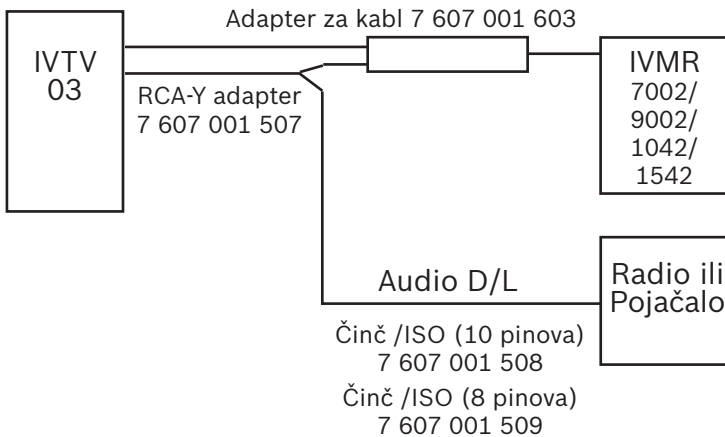 Adapter za kabl 7 607 001 603
IVTV
03
RCA-Y adapter
7 607 001 507
IVMR
7002/
9002/
1042/
1542
Audio D/L
Radio ili
Pojačalo
Činč /ISO (10 pinova)
7 607 001 508
Činč /ISO (8 pinova)
7 607 001 509